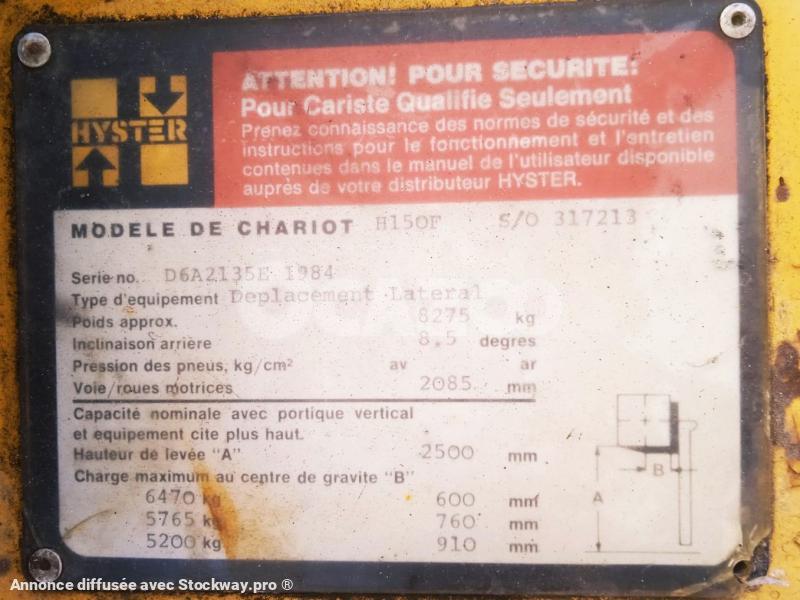 HYSTER
ATTENTION! POUR SECURITE:
Pour Cariste Qualifie Seulement
Prenez connaissance des normes de sécurité et des
instructions pour le fonctionnement et l'entretien
contenues dans le manuel de l'utilisateur disponible
auprès de votre distributeur HYSTER.
MODELE DE CHARIOT H150F S/O 317213
Serie no. D6A2135E 1984
Type d'equipement Deplacement Lateral
Poids approx. 8275 kg
Inclinaison arrière 8.5 degres
Pression des pneus, kg/cm² av ar
Voie/roues motrices 2085 mm
Capacité nominale avec portique vertical
et equipement cite plus haut.
Hauteur de levée "A" 2500 mm
Charge maximum au centre de gravite "B"
6470 kg 600 mm
5765 kg 760 mm
5200 kg 910 mm
B
A
Annonce diffusée avec Stockway.pro ®